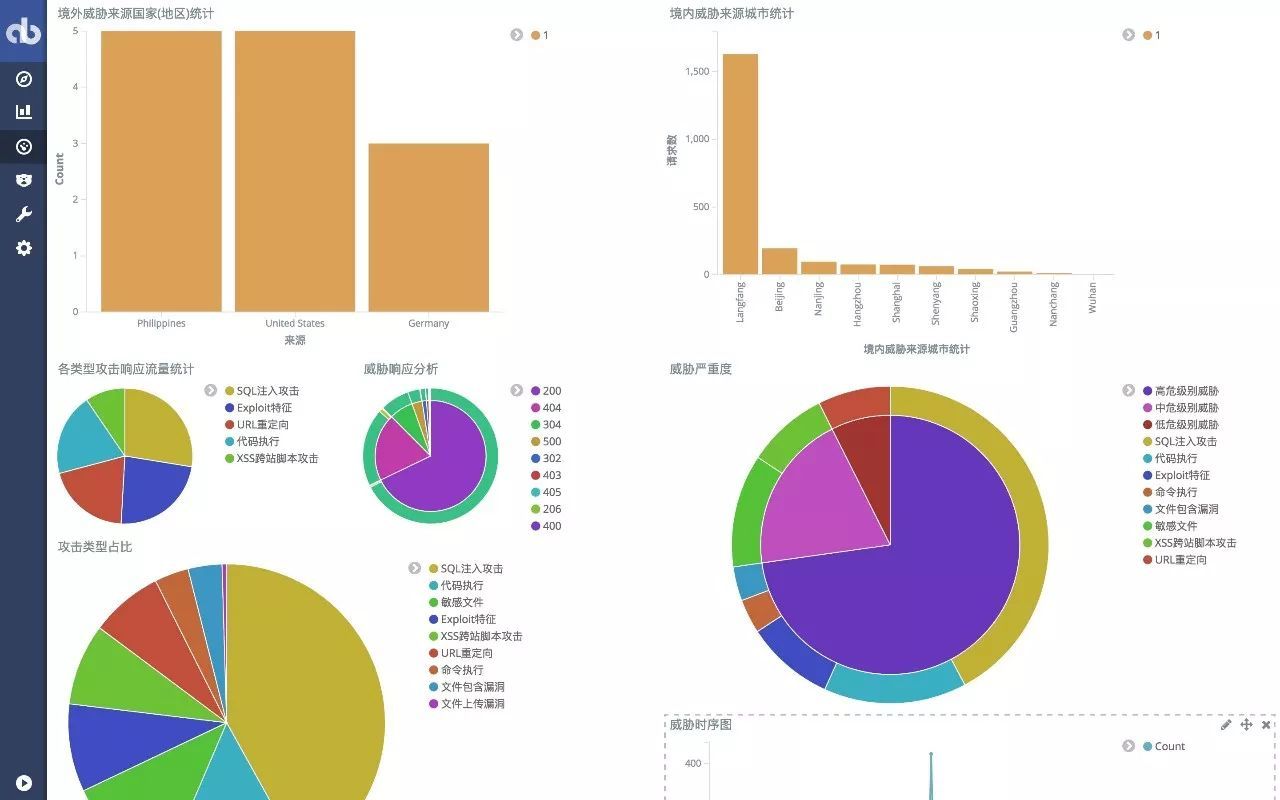 境外威胁来源国家(地区)统计
5
4
3
2
1
0
Count
Philippines
United States
Germany
来源
1
境内威胁来源城市统计
1,500
1,000
500
0
请求数
Langfang
Beijing
Nanjing
Hangzhou
Shanghai
Shenyang
Shaoxing
Guangzhou
Nanchang
Wuhan
境内威胁来源城市统计
1
各类型攻击响应流量统计
SQL注入攻击
Exploit特征
URL重定向
代码执行
XSS跨站脚本攻击
威胁响应分析
200
404
304
500
302
403
405
206
400
威胁严重度
高危级别威胁
中危级别威胁
低危级别威胁
SQL注入攻击
代码执行
Exploit特征
命令执行
文件包含漏洞
敏感文件
XSS跨站脚本攻击
URL重定向
攻击类型占比
SQL注入攻击
代码执行
敏感文件
Exploit特征
XSS跨站脚本攻击
URL重定向
命令执行
文件包含漏洞
文件上传漏洞
威胁时序图
400
Count